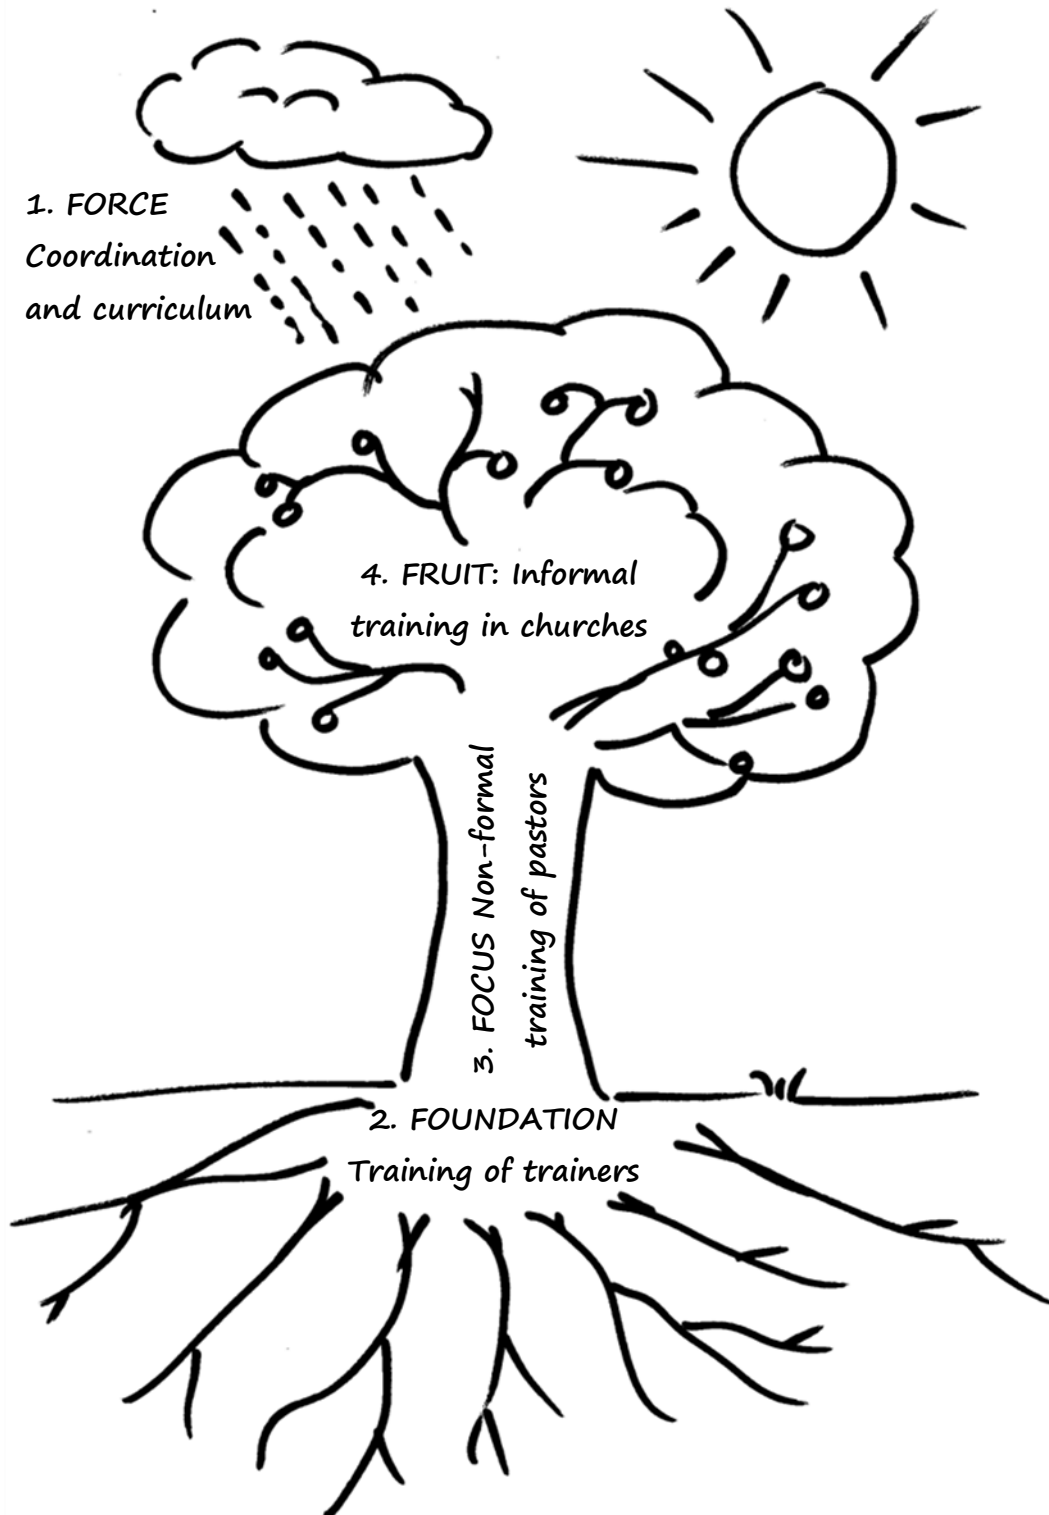 1. FORCE
Coordination
and curriculum
4. FRUIT: Informal
training in churches
3. FOCUS Non-formal
training of pastors
2. FOUNDATION
Training of trainers